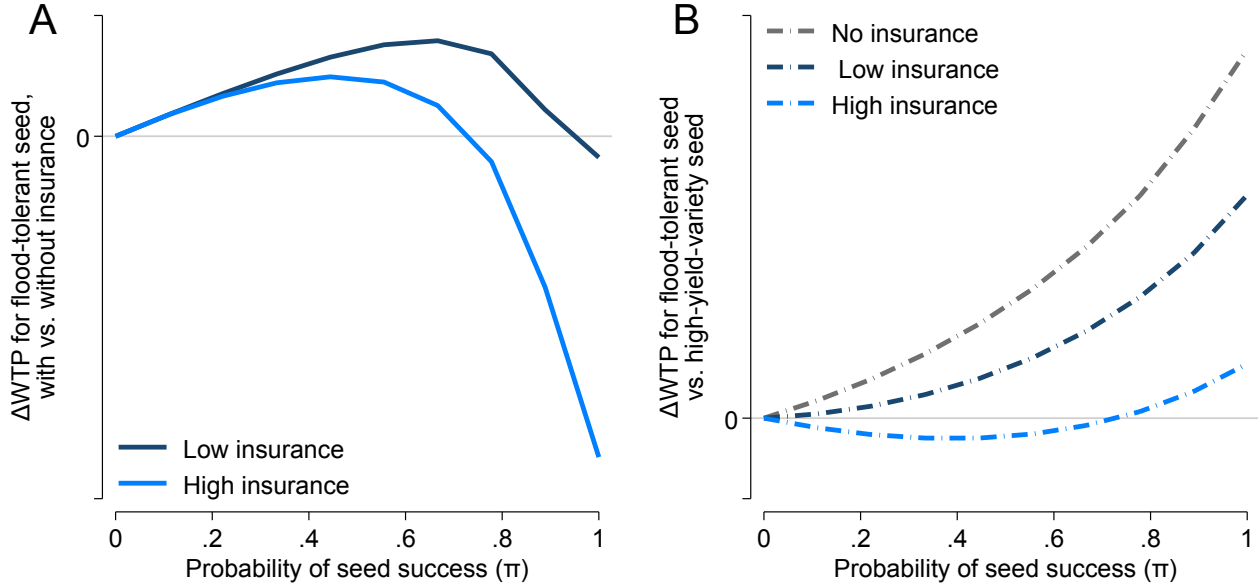 A
ΔWTP for flood-tolerant seed,
with vs. without insurance
0
Low insurance
High insurance
0 .2 .4 .6 .8 1
Probability of seed success (π)
B
ΔWTP for flood-tolerant seed
vs. high-yield-variety seed
No insurance
Low insurance
High insurance
0
0 .2 .4 .6 .8 1
Probability of seed success (π)